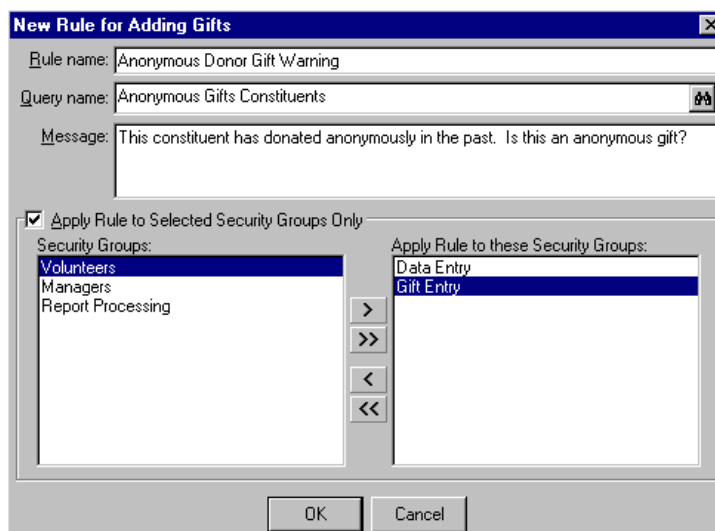 New Rule for Adding Gifts
Rule name: Anonymous Donor Gift Warning
Query name: Anonymous Gifts Constituents
Message: This constituent has donated anonymously in the past.  Is this an anonymous gift?
Apply Rule to Selected Security Groups Only
Security Groups: Apply Rule to these Security Groups:
Volunteers Data Entry
Managers Gift Entry
Report Processing
>
>>
<
<<
OK Cancel